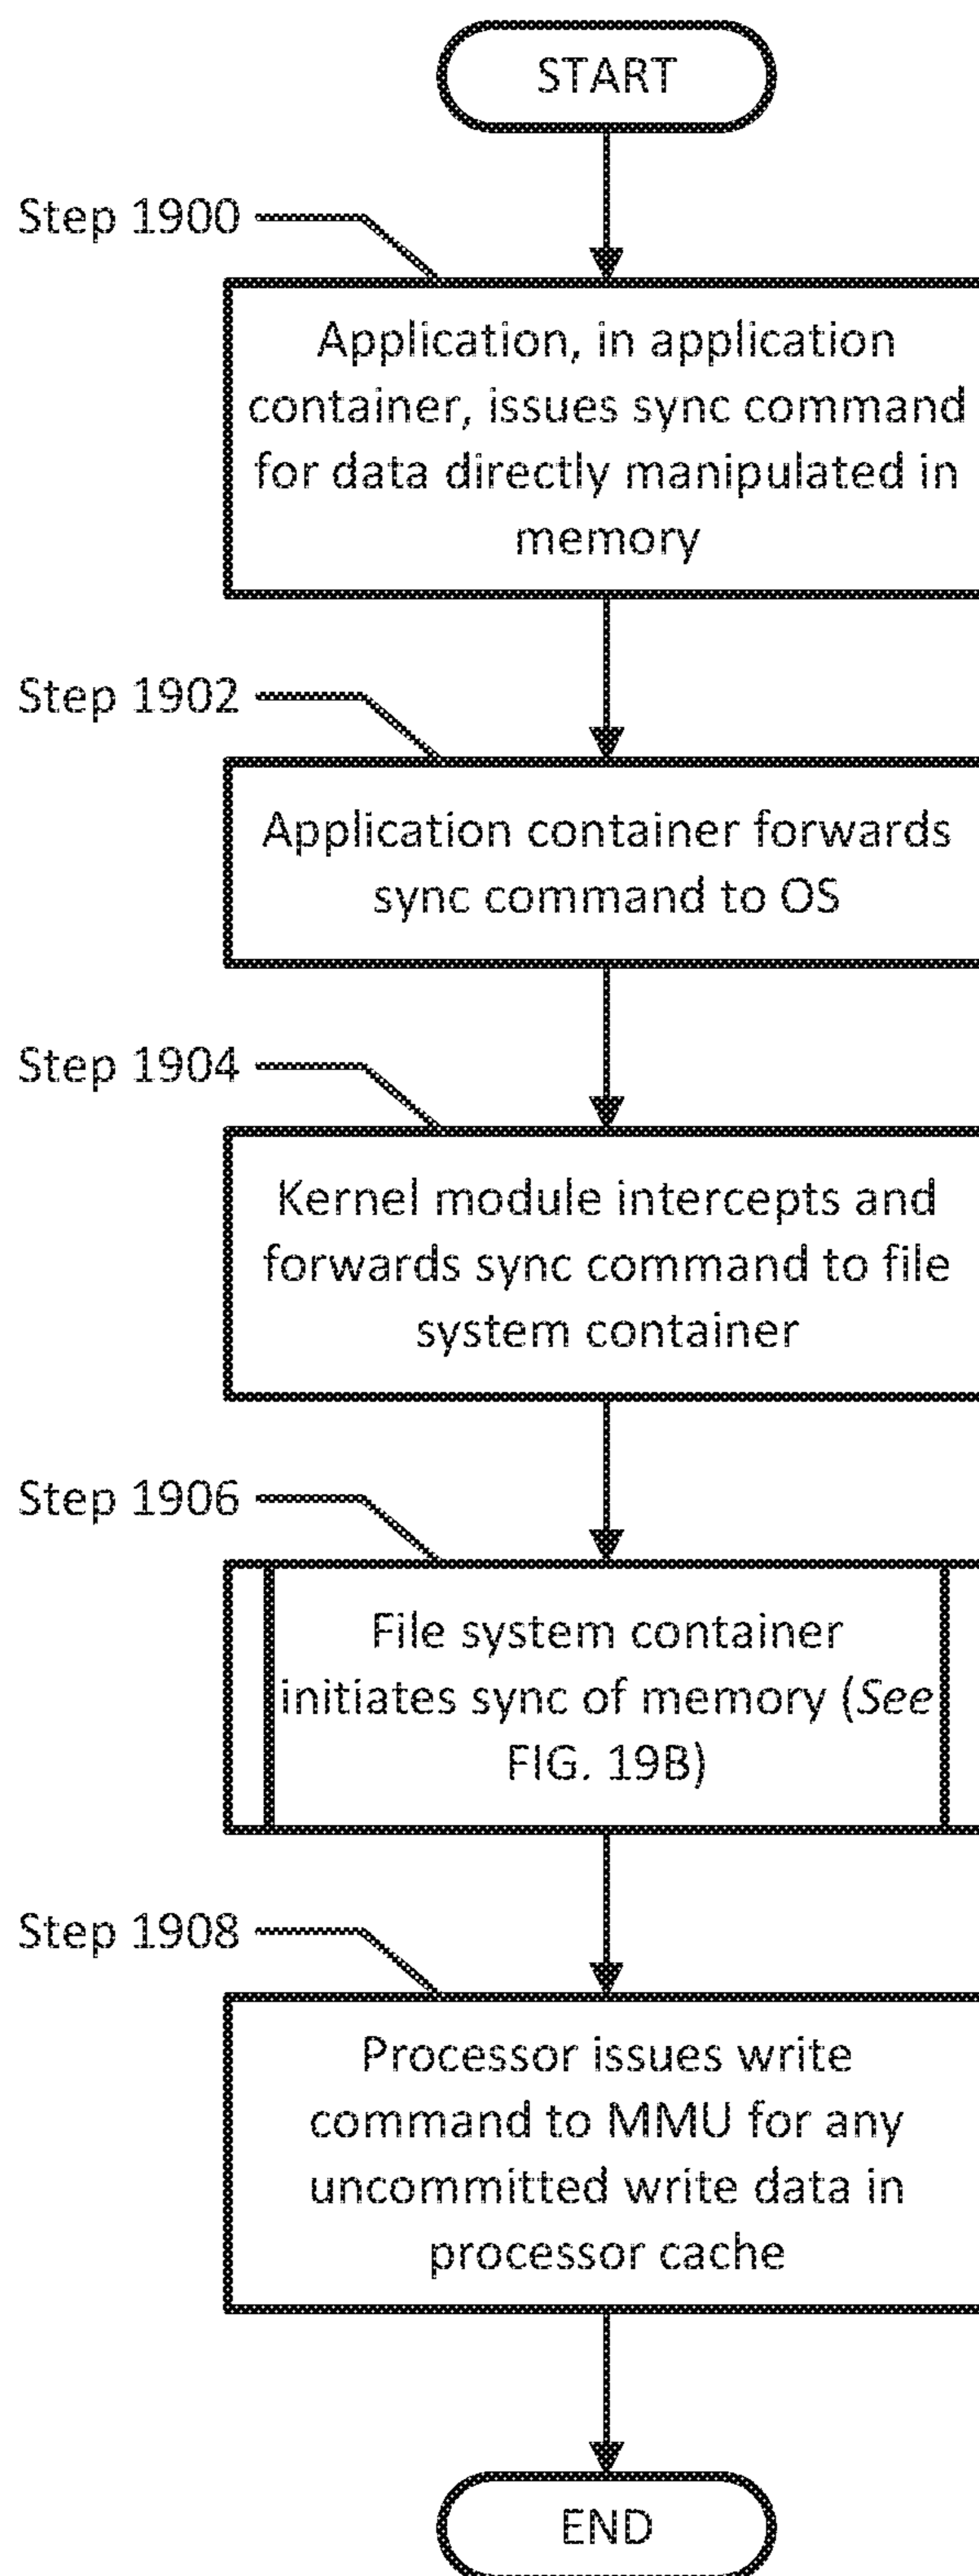 START
Step 1900
Application, in application
container, issues sync command
for data directly manipulated in
memory
Step 1902
Application container forwards
sync command to OS
Step 1904
Kernel module intercepts and
forwards sync command to file
system container
Step 1906
File system container
initiates sync of memory (See
FIG. 19B)
Step 1908
Processor issues write
command to MMU for any
uncommitted write data in
processor cache
END